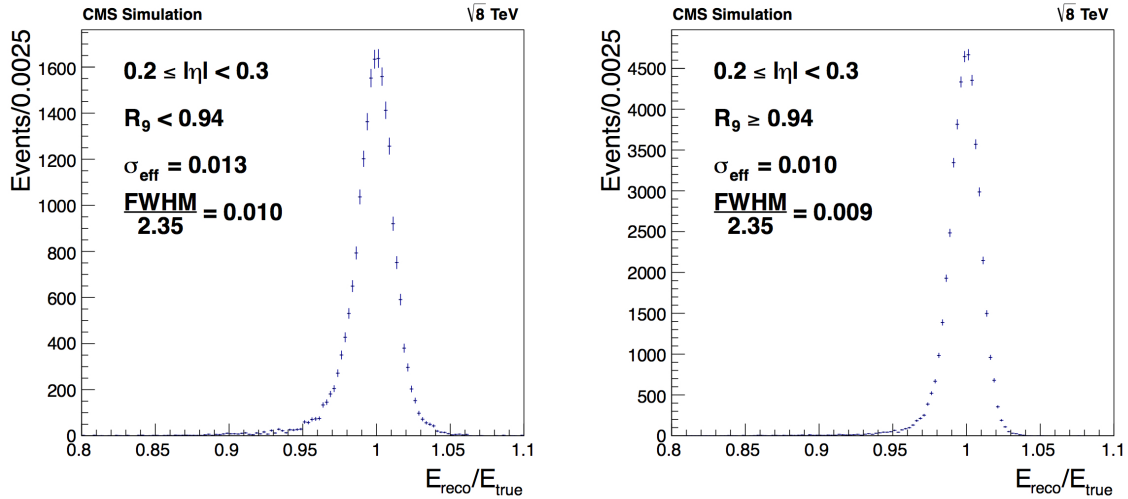 CMS Simulation
√8 TeV
Events/0.0025
1600
1400
1200
1000
800
600
400
200
0
0.2 ≤ |η| < 0.3
R9 < 0.94
σeff = 0.013
FWHM
2.35
= 0.010
0.8 0.85 0.9 0.95 1 1.05 1.1
Ereco/Etrue
CMS Simulation
√8 TeV
Events/0.0025
4500
4000
3500
3000
2500
2000
1500
1000
500
0
0.2 ≤ |η| < 0.3
R9 ≥ 0.94
σeff = 0.010
FWHM
2.35
= 0.009
0.8 0.85 0.9 0.95 1 1.05 1.1
Ereco/Etrue